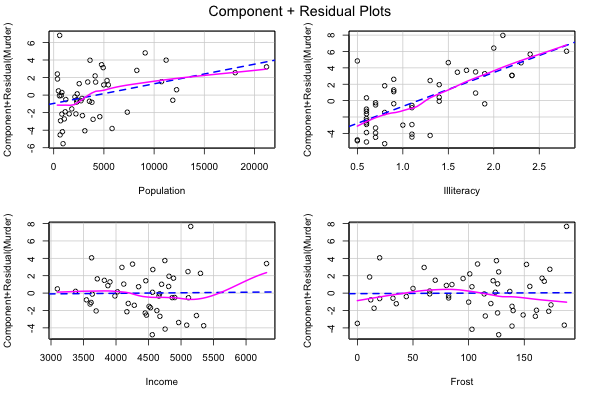 Component + Residual Plots
Component+Residual(Murder)
6
4
2
0
-2
-4
-6
0 5000 10000 15000 20000
Population
Component+Residual(Murder)
8
6
4
2
0
-4
0.5 1.0 1.5 2.0 2.5
Illiteracy
Component+Residual(Murder)
8
6
4
2
0
-2
-4
3000 3500 4000 4500 5000 5500 6000
Income
Component+Residual(Murder)
8
6
4
2
0
-2
-4
0 50 100 150
Frost